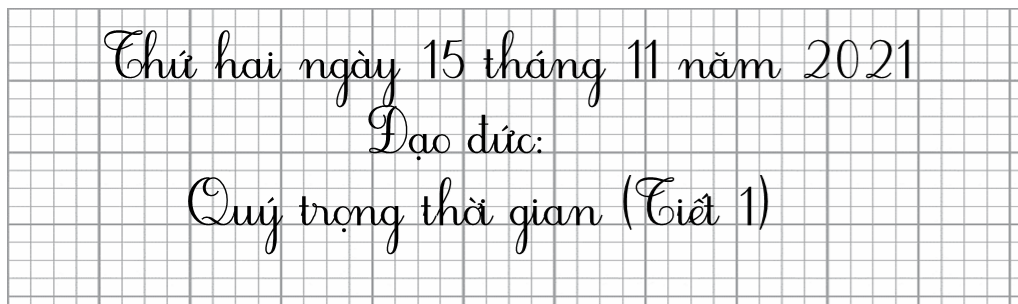 Thứ hai ngày 15 tháng 11 năm 2021
Đạo đức:
Quý trọng thời gian (Tiết 1)